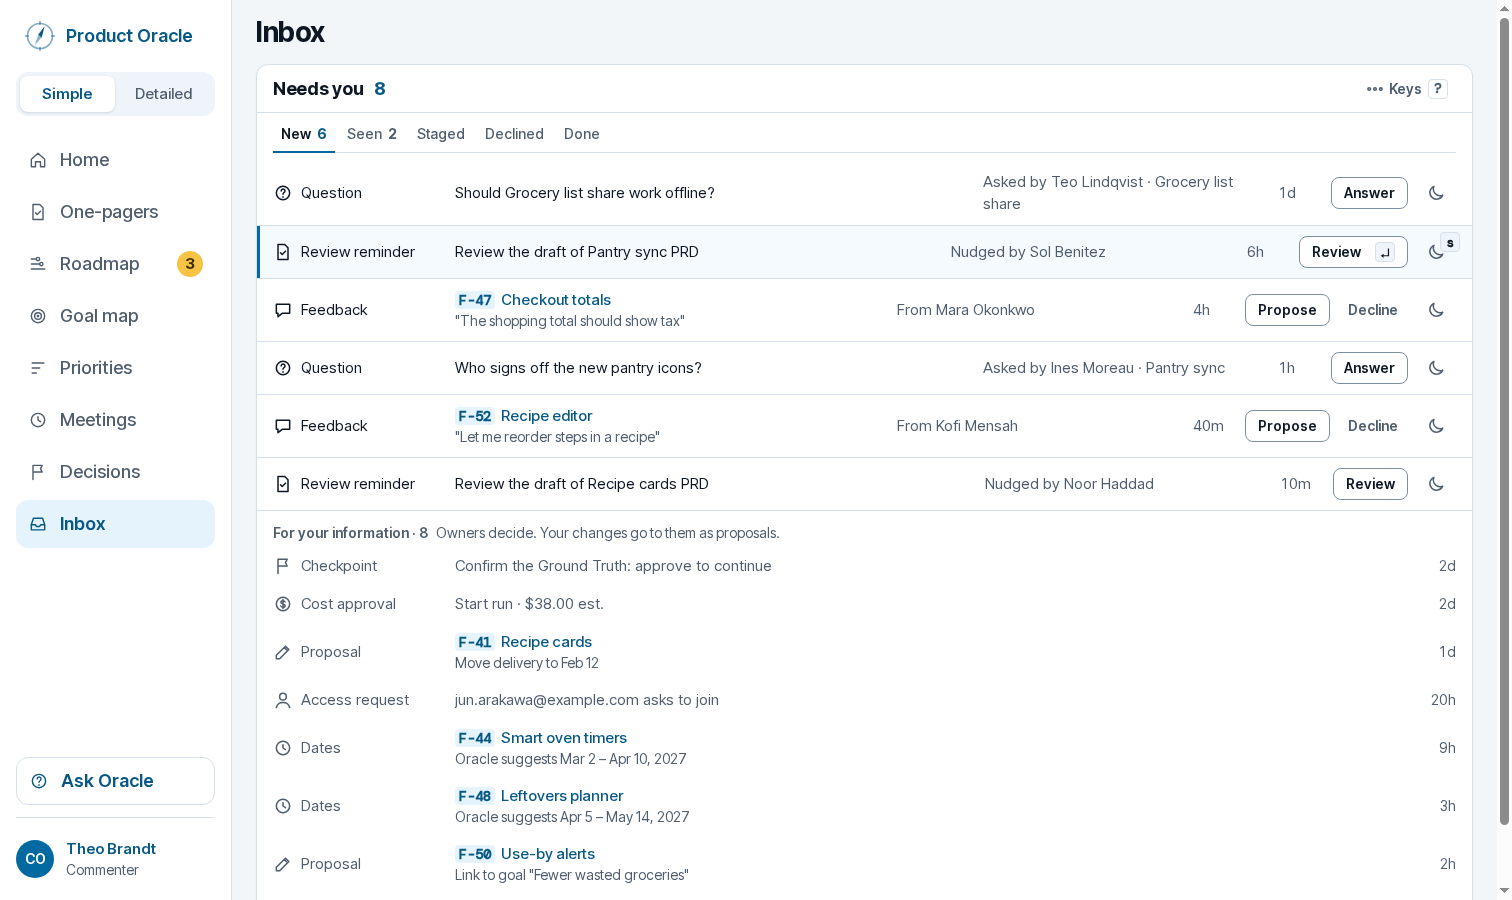 Product Oracle
Simple Detailed
Home
One-pagers
Roadmap 3
Goal map
Priorities
Meetings
Decisions
Inbox
Ask Oracle
CO
Theo Brandt
Commenter
Inbox
Needs you 8
Keys ?
New 6 Seen 2 Staged Declined Done
Question Should Grocery list share work offline? Asked by Teo Lindqvist · Grocery list share 1d Answer
Review reminder Review the draft of Pantry sync PRD Nudged by Sol Benitez 6h Review ↵ s
Feedback F-47 Checkout totals From Mara Okonkwo 4h Propose Decline
"The shopping total should show tax"
Question Who signs off the new pantry icons? Asked by Ines Moreau · Pantry sync 1h Answer
Feedback F-52 Recipe editor From Kofi Mensah 40m Propose Decline
"Let me reorder steps in a recipe"
Review reminder Review the draft of Recipe cards PRD Nudged by Noor Haddad 10m Review
For your information · 8 Owners decide. Your changes go to them as proposals.
Checkpoint Confirm the Ground Truth: approve to continue 2d
Cost approval Start run · $38.00 est. 2d
Proposal F-41 Recipe cards 1d
Move delivery to Feb 12
Access request jun.arakawa@example.com asks to join 20h
Dates F-44 Smart oven timers 9h
Oracle suggests Mar 2 – Apr 10, 2027
Dates F-48 Leftovers planner 3h
Oracle suggests Apr 5 – May 14, 2027
Proposal F-50 Use-by alerts 2h
Link to goal "Fewer wasted groceries"